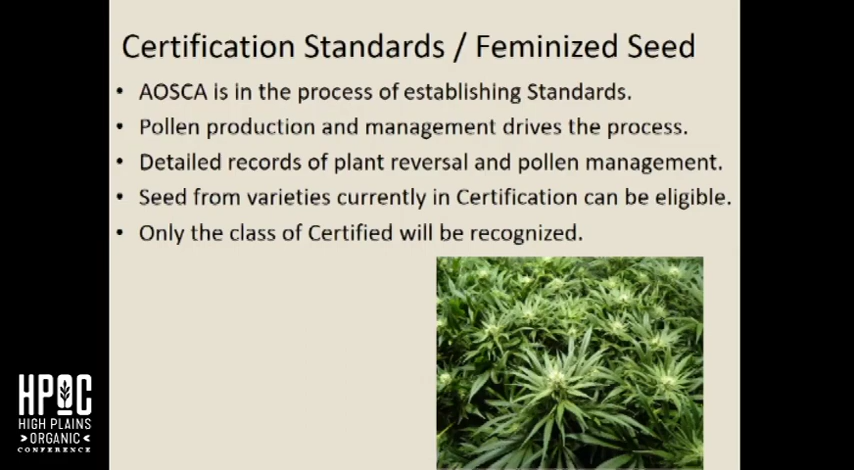 Certification Standards / Feminized Seed
• AOSCA is in the process of establishing Standards.
• Pollen production and management drives the process.
• Detailed records of plant reversal and pollen management.
• Seed from varieties currently in Certification can be eligible.
• Only the class of Certified will be recognized.
HPOC
HIGH PLAINS
ORGANIC
CONFERENCE